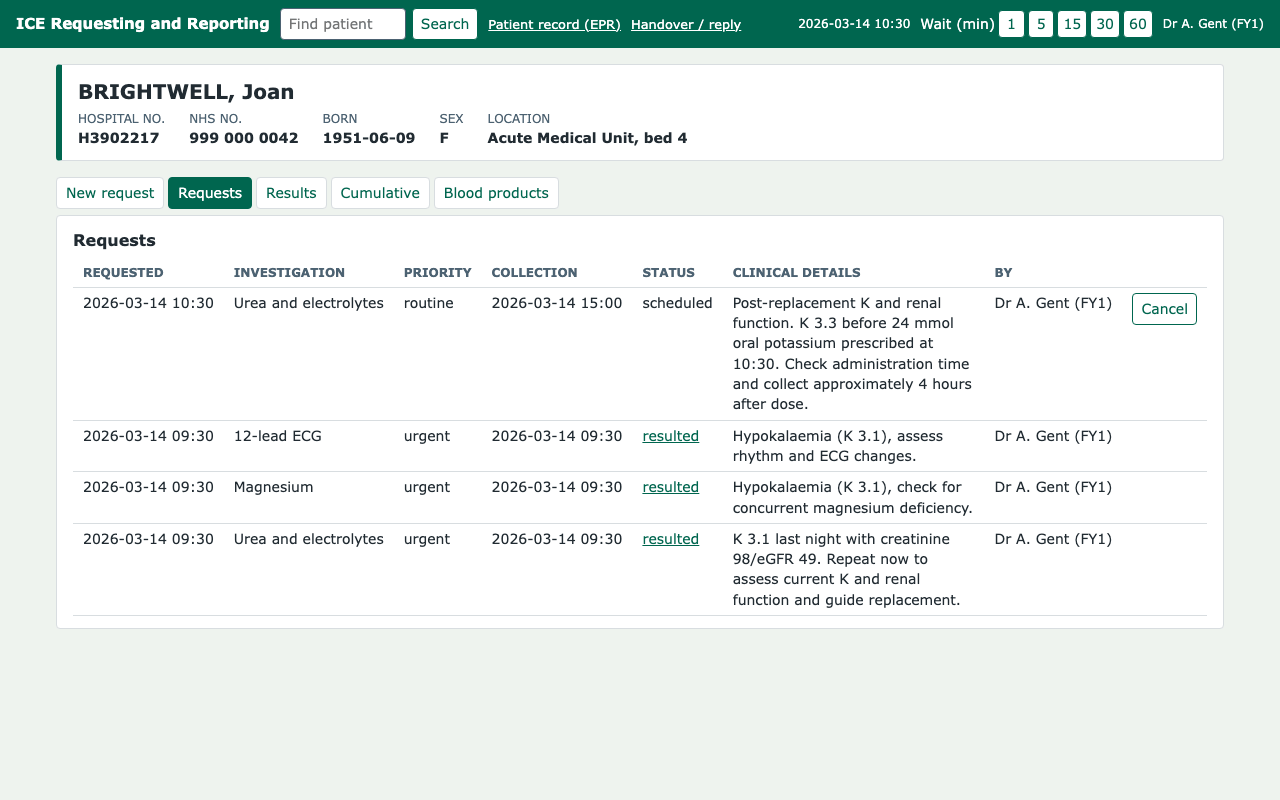 ICE Requesting and Reporting Find patient Search Patient record (EPR) Handover / reply 2026-03-14 10:30 Wait (min) 1 5 15 30 60 Dr A. Gent (FY1)
BRIGHTWELL, Joan
HOSPITAL NO. NHS NO. BORN SEX LOCATION
H3902217 999 000 0042 1951-06-09 F Acute Medical Unit, bed 4
New request Requests Results Cumulative Blood products
Requests
REQUESTED INVESTIGATION PRIORITY COLLECTION STATUS CLINICAL DETAILS BY
2026-03-14 10:30 Urea and electrolytes routine 2026-03-14 15:00 scheduled Post-replacement K and renal Dr A. Gent (FY1) Cancel
function. K 3.3 before 24 mmol
oral potassium prescribed at
10:30. Check administration time
and collect approximately 4 hours
after dose.
2026-03-14 09:30 12-lead ECG urgent 2026-03-14 09:30 resulted Hypokalaemia (K 3.1), assess Dr A. Gent (FY1)
rhythm and ECG changes.
2026-03-14 09:30 Magnesium urgent 2026-03-14 09:30 resulted Hypokalaemia (K 3.1), check for Dr A. Gent (FY1)
concurrent magnesium deficiency.
2026-03-14 09:30 Urea and electrolytes urgent 2026-03-14 09:30 resulted K 3.1 last night with creatinine Dr A. Gent (FY1)
98/eGFR 49. Repeat now to
assess current K and renal
function and guide replacement.